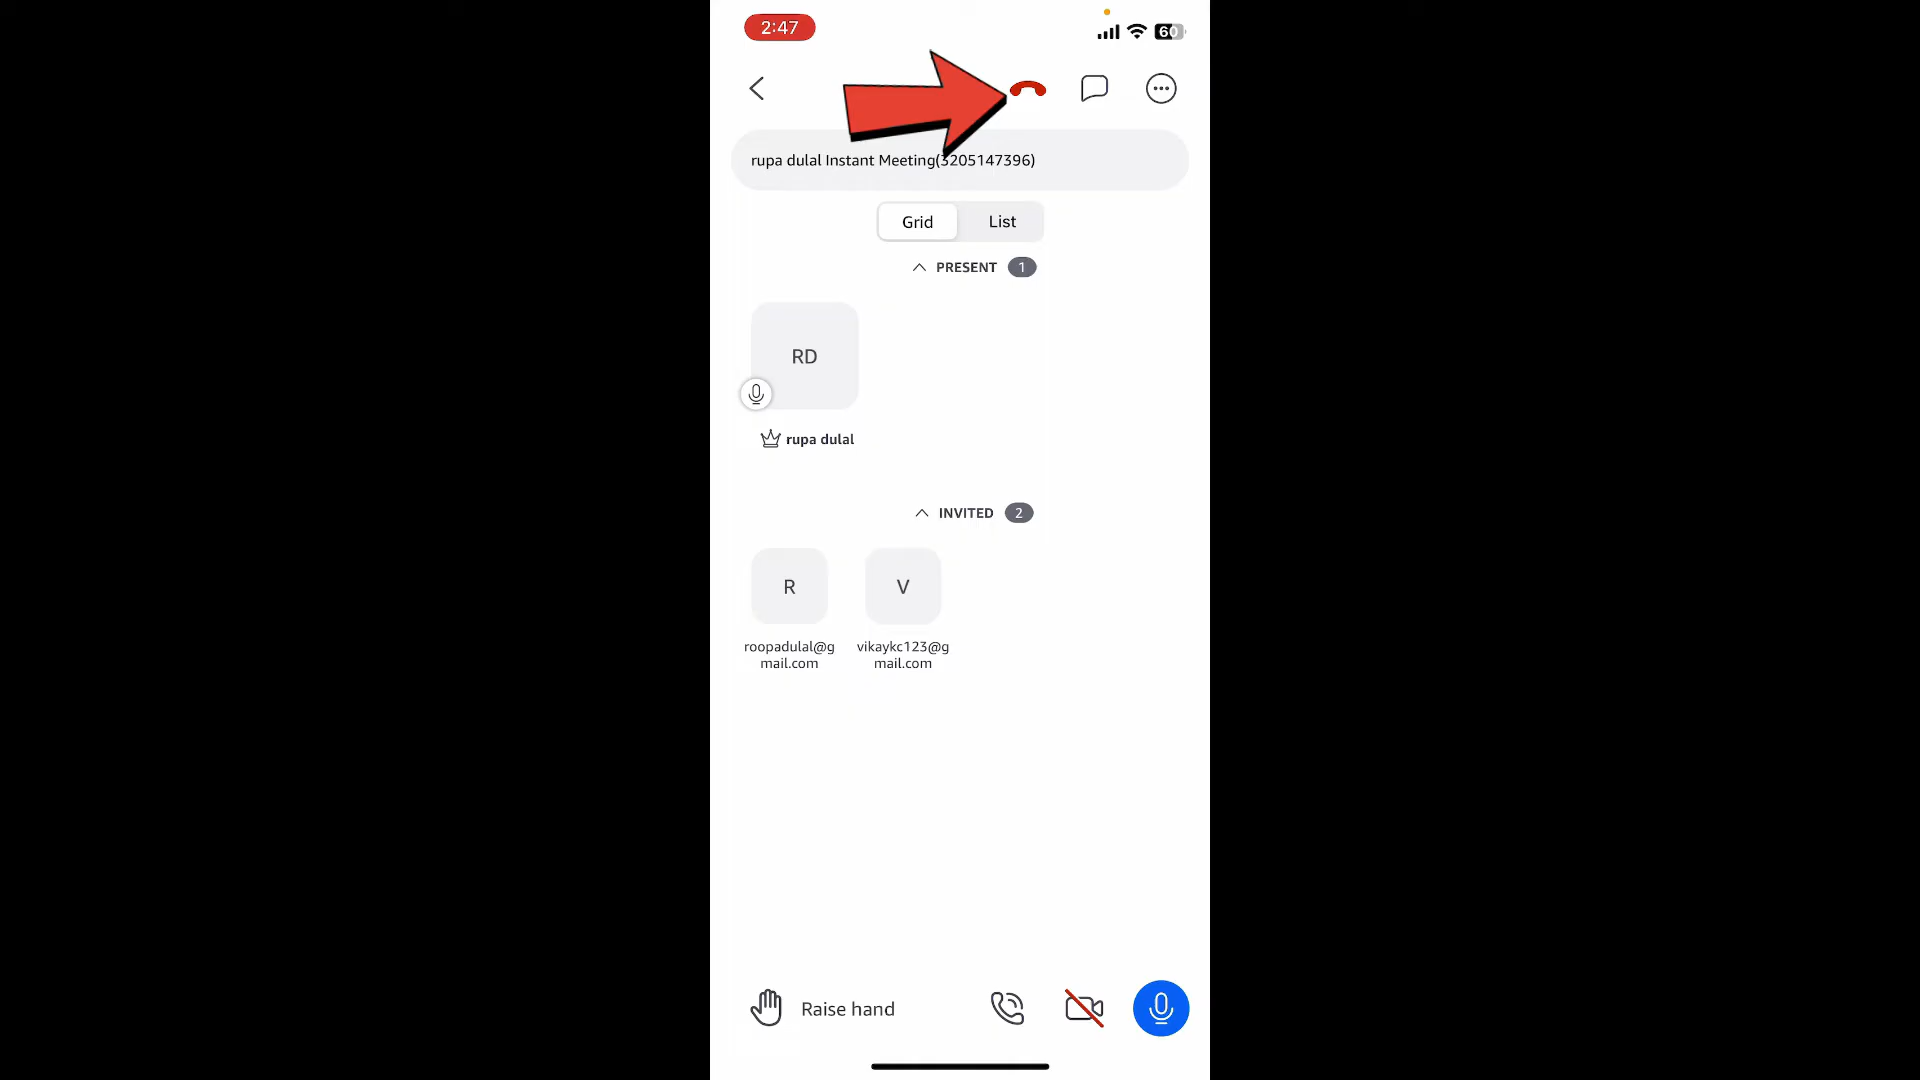 2:47
60
rupa dulal Instant Meeting(3205147396)
Grid List
PRESENT 1
RD
rupa dulal
INVITED 2
R V
roopadulal@g vikaykc123@g
mail.com mail.com
Raise hand